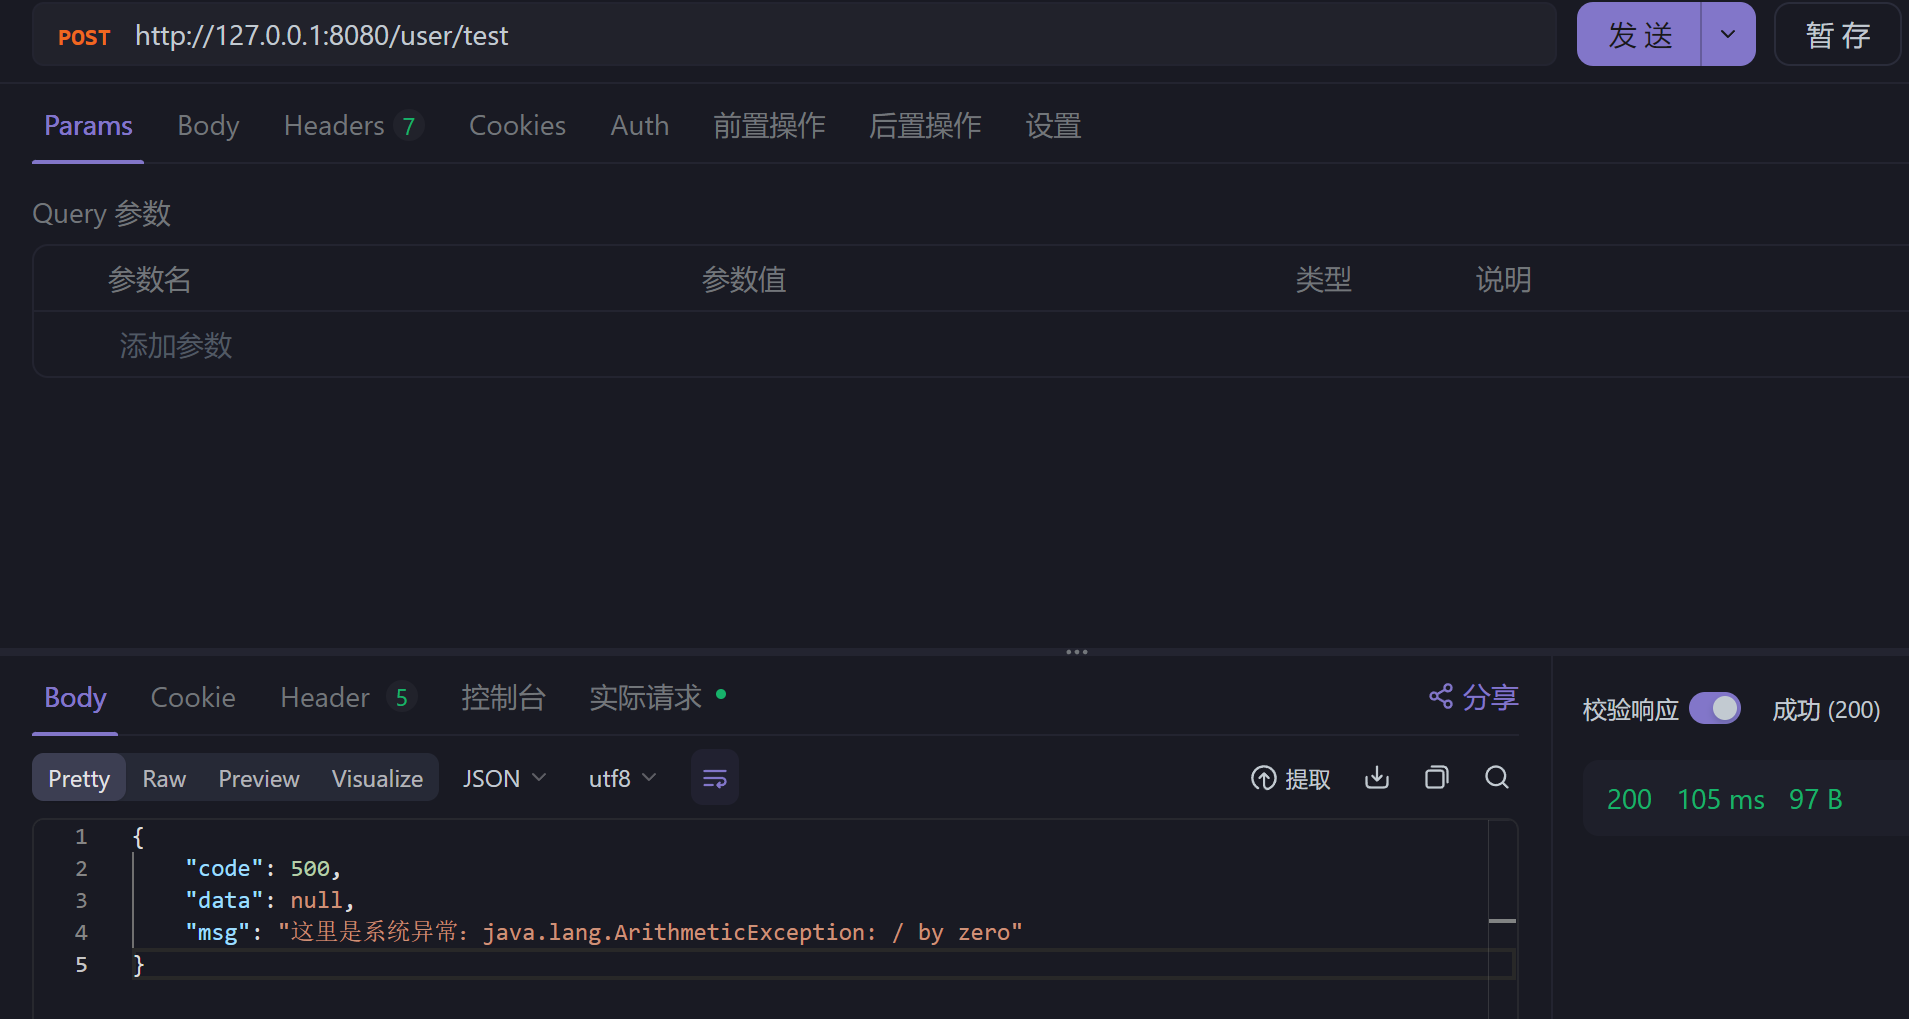 POST http://127.0.0.1:8080/user/test 发 送 暂 存
Params Body Headers 7 Cookies Auth 前置操作 后置操作 设置
Query 参数
参数名 参数值 类型 说明
添加参数
Body Cookie Header 5 控制台 实际请求 分享 校验响应 成功 (200)
Pretty Raw Preview Visualize JSON utf8 提取
200 105 ms 97 B
1 {
2 "code": 500,
3 "data": null,
4 "msg": "这里是系统异常：java.lang.ArithmeticException: / by zero"
5 }